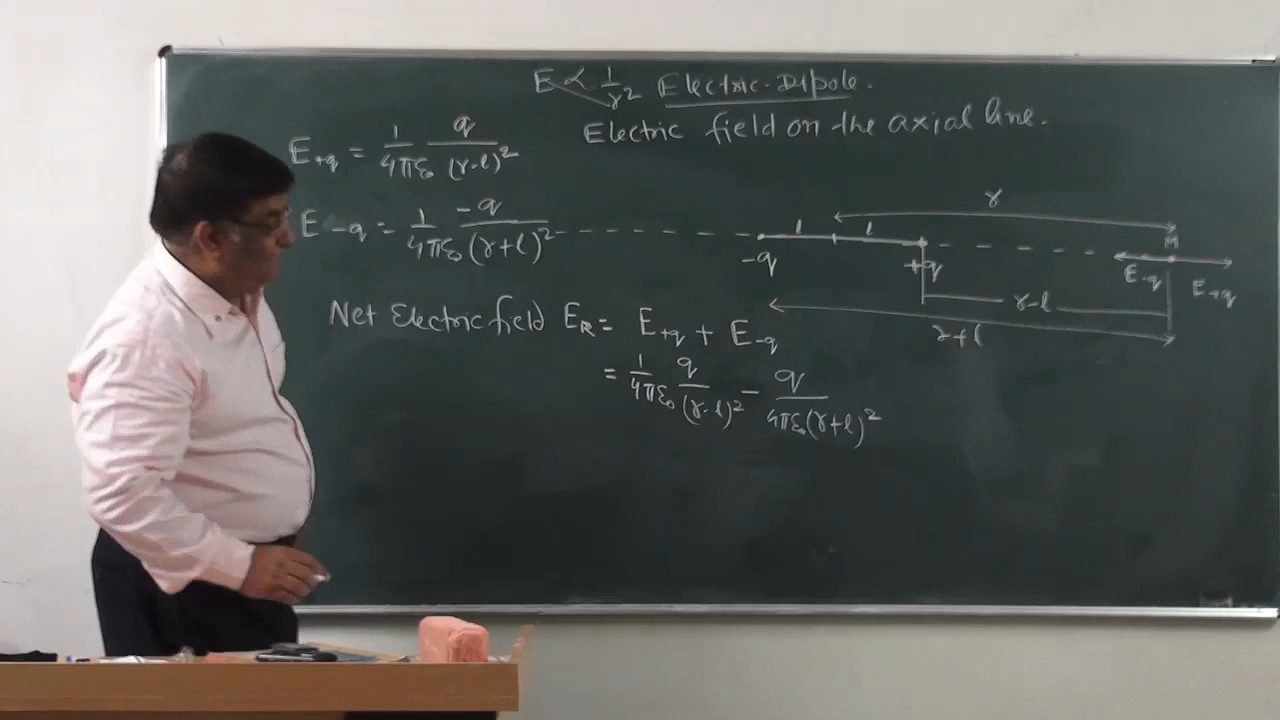 E ∝ 1/r² Electric-Dipole.
Electric field on the axial line.
E+q = 1/4πε₀ q/(r-l)²
E-q = 1/4πε₀ -q/(r+l)²
r
l l M
-q +q E-q E+q
r-l
r+l
Net Electric field ER = E+q + E-q
= 1/4πε₀ q/(r-l)² - q/4πε₀(r+l)²